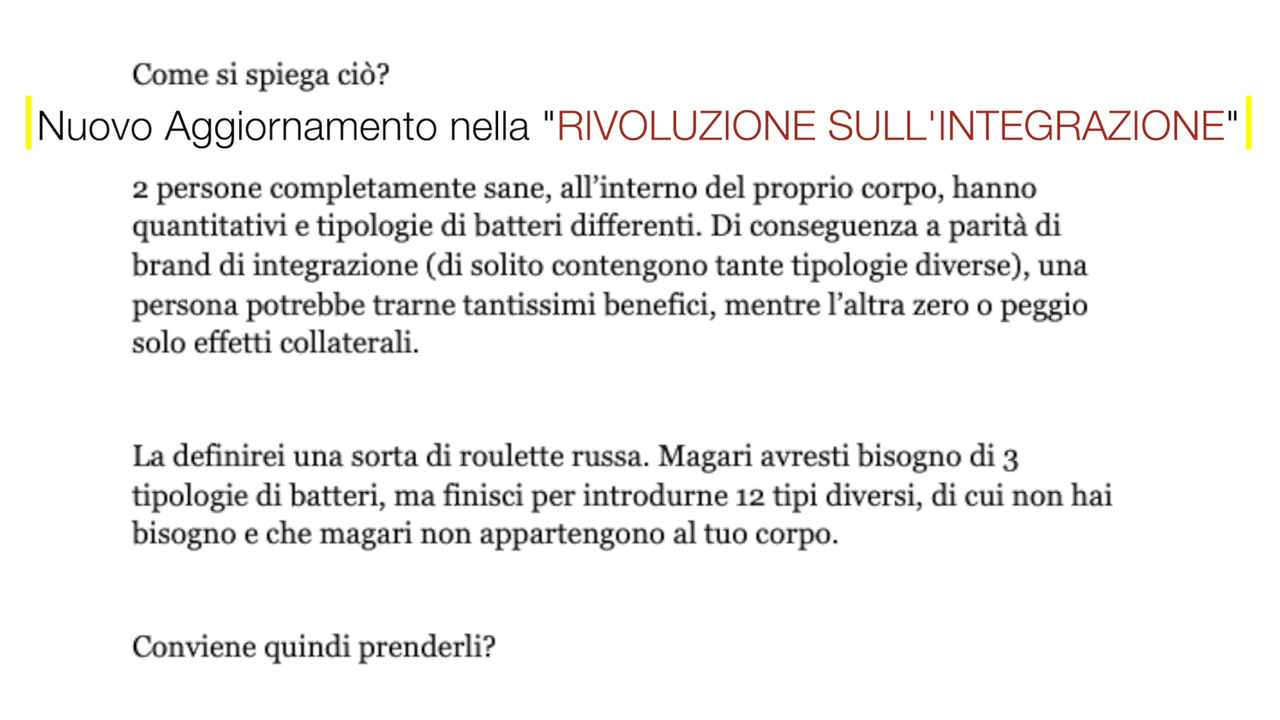 Come si spiega ciò?
Nuovo Aggiornamento nella "RIVOLUZIONE SULL'INTEGRAZIONE"
2 persone completamente sane, all’interno del proprio corpo, hanno
quantitativi e tipologie di batteri differenti. Di conseguenza a parità di
brand di integrazione (di solito contengono tante tipologie diverse), una
persona potrebbe trarne tantissimi benefici, mentre l’altra zero o peggio
solo effetti collaterali.
La definirei una sorta di roulette russa. Magari avresti bisogno di 3
tipologie di batteri, ma finisci per introdurne 12 tipi diversi, di cui non hai
bisogno e che magari non appartengono al tuo corpo.
Conviene quindi prenderli?